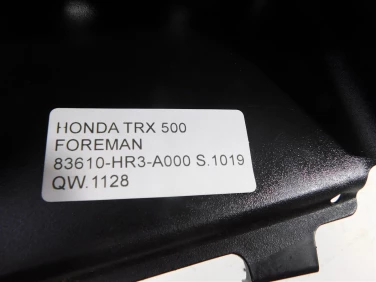 HONDA TRX 500
FOREMAN
83610-HR3-A000 S.1019
QW.1128